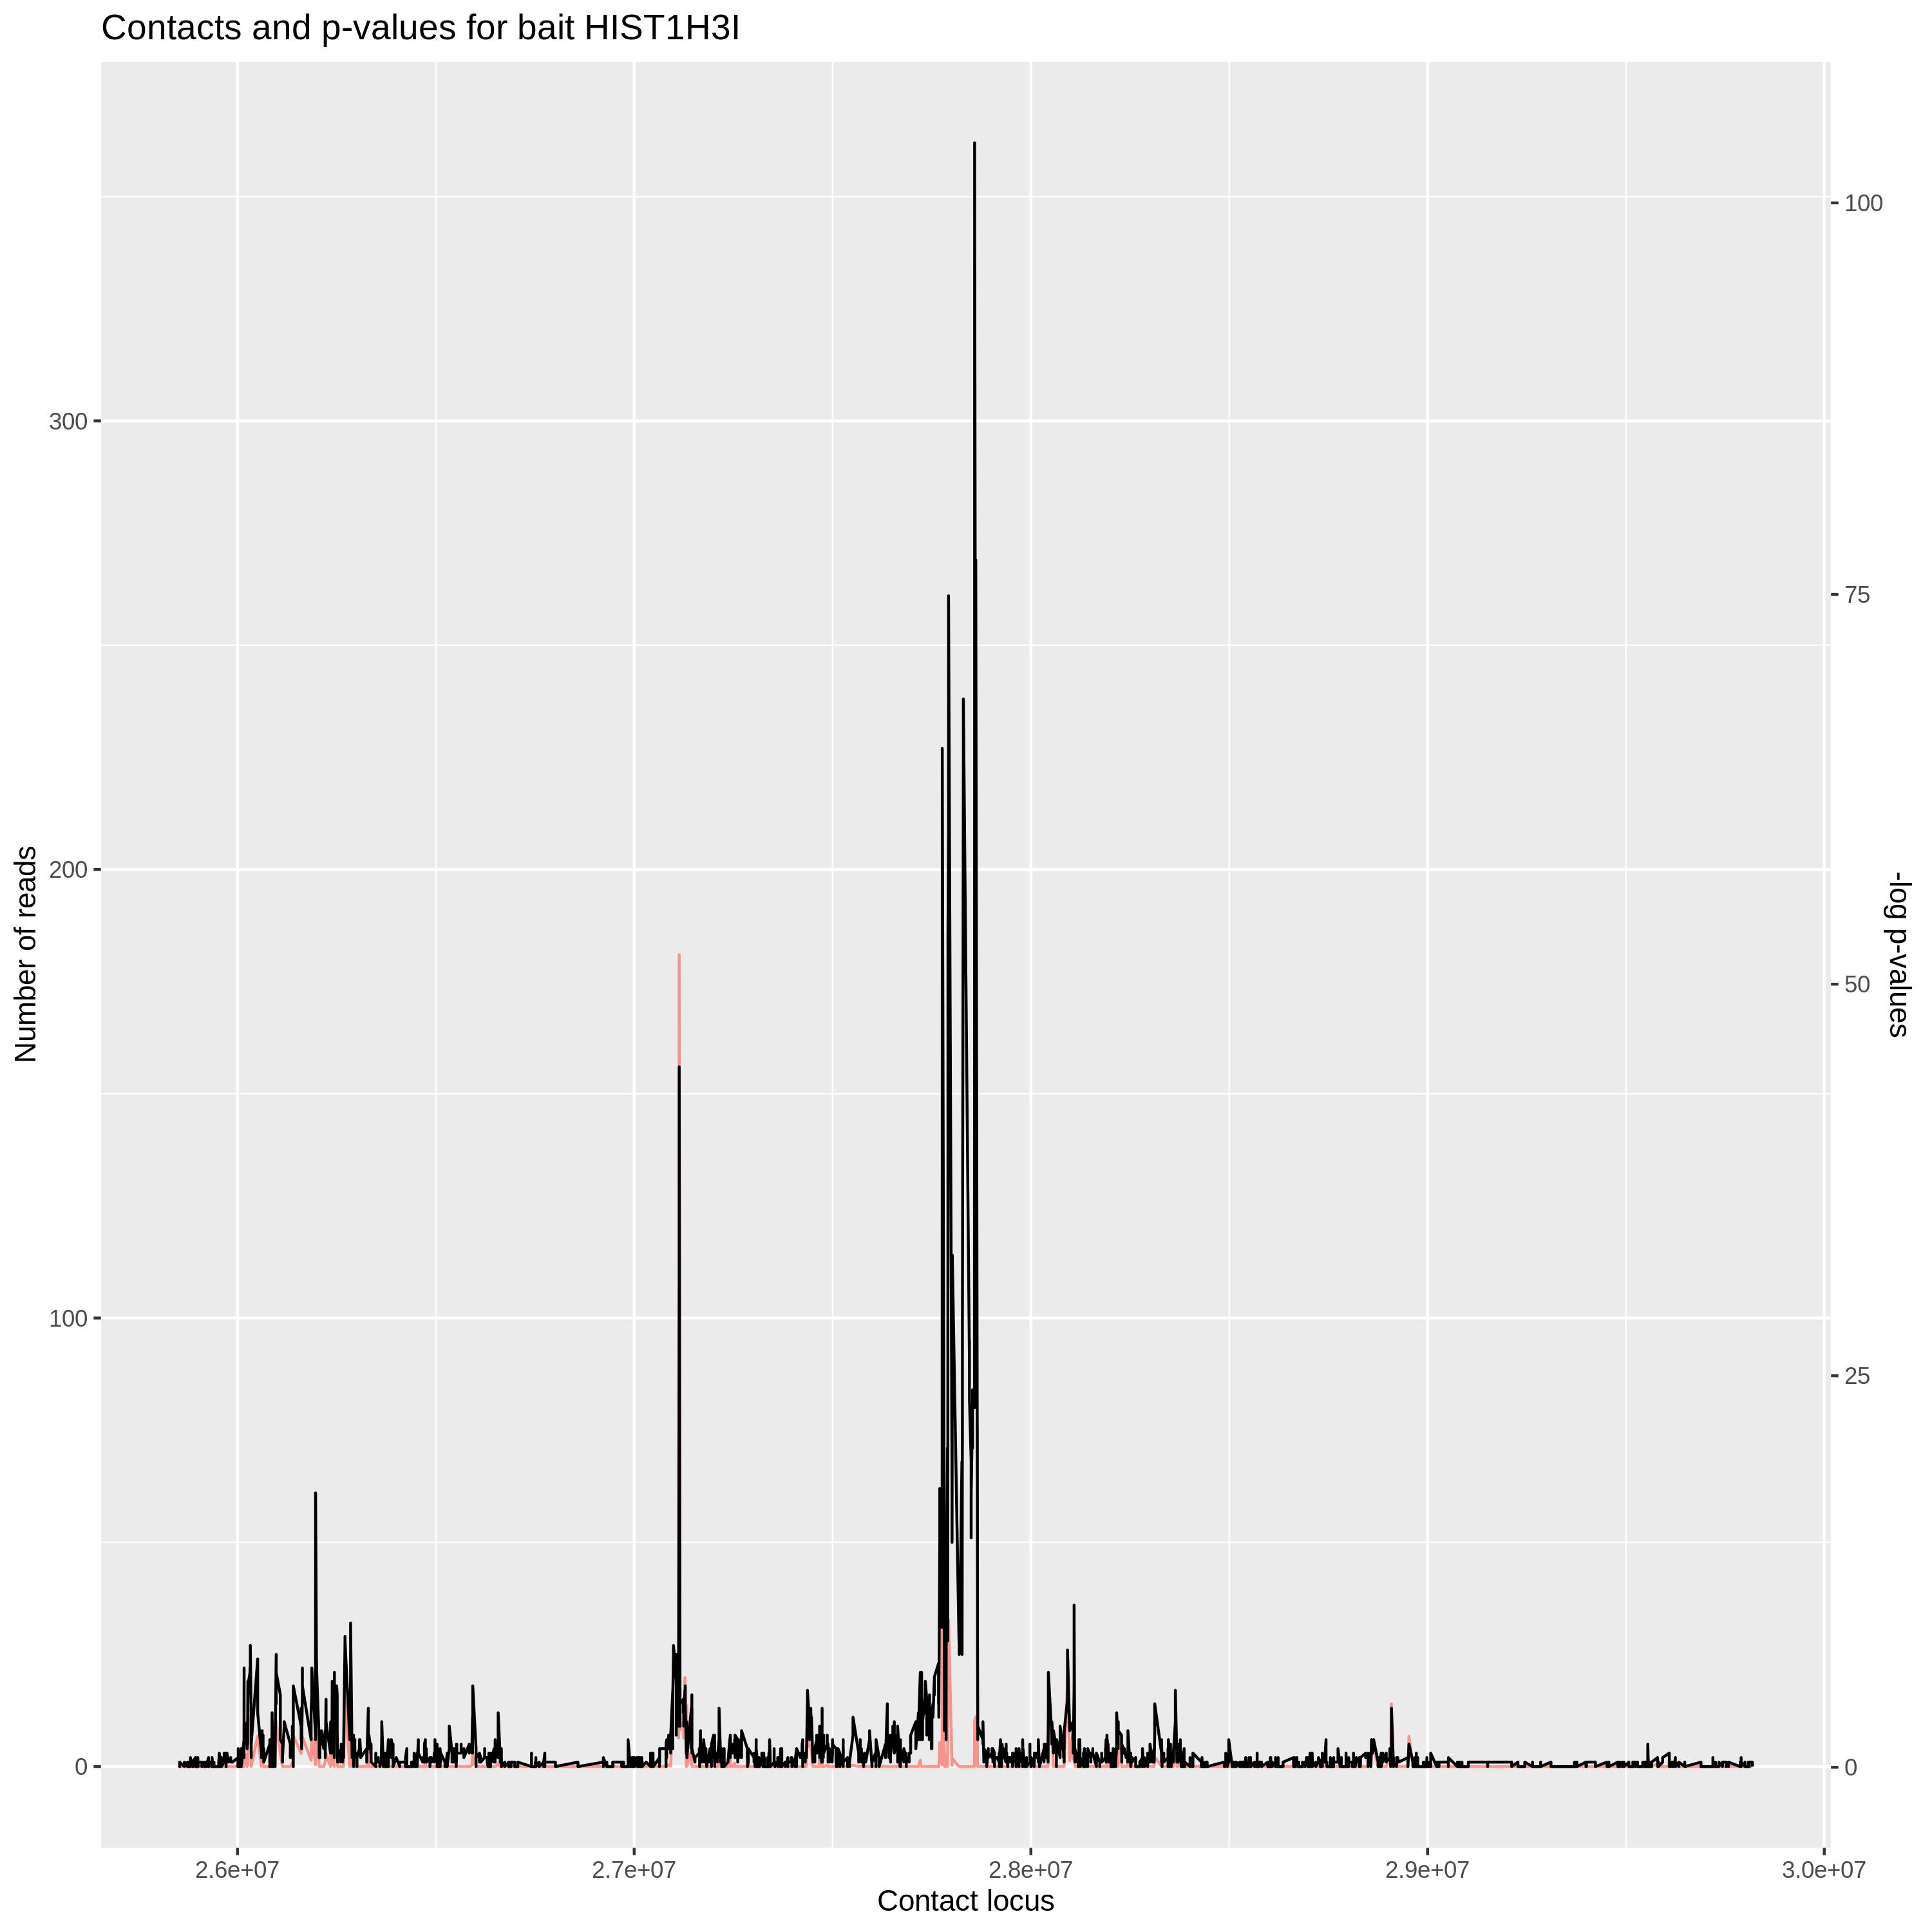 Contacts and p-values for bait HIST1H3I
Number of reads
300
200
100
0
100
75
50
25
0
-log p-values
2.6e+07
2.7e+07
2.8e+07
2.9e+07
3.0e+07
Contact locus